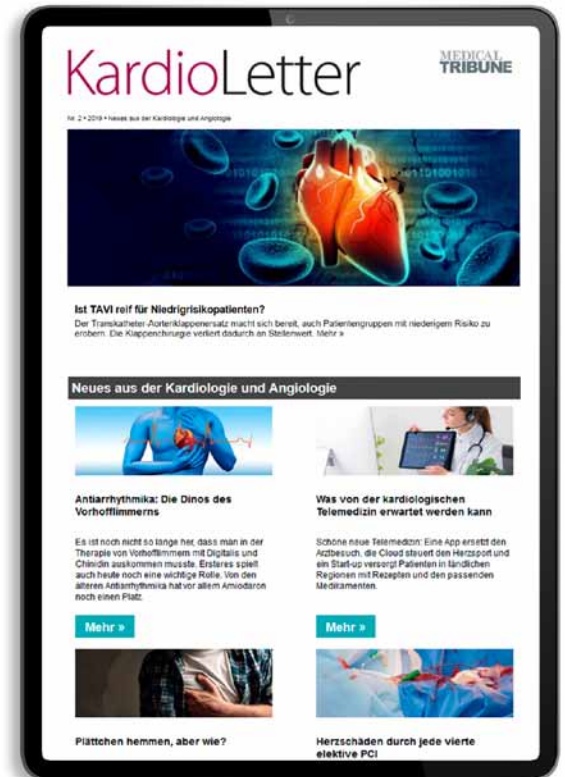 KardioLetter
MEDICAL
TRIBUNE
Nr. 2 • 2019 • Neues aus der Kardiologie und Angiologie
Ist TAVI reif für Niedrigrisikopatienten?
Der Transkatheter-Aortenklappenersatz macht sich bereit, auch Patientengruppen mit niederigem Risiko zu
erobern. Die Klappenchirurgie verliert dadurch an Stellenwert. Mehr »
Neues aus der Kardiologie und Angiologie
Antiarrhythmika: Die Dinos des
Vorhofflimmerns
Es ist noch nicht so lange her, dass man in der
Therapie von Vorhofflimmern mit Digitalis und
Chinidin auskommen musste. Ersteres spielt
auch heute noch eine wichtige Rolle. Von den
älteren Antiarrhythmika hat vor allem Amiodaron
noch einen Platz.
Mehr »
Was von der kardiologischen
Telemedizin erwartet werden kann
Schöne neue Telemedizin: Eine App ersetzt den
Arztbesuch, die Cloud steuert den Herzsport und
ein Start-up versorgt Patienten in ländlichen
Regionen mit Rezepten und den passenden
Medikamenten.
Mehr »
Plättchen hemmen, aber wie?
Herzschäden durch jede vierte
elektive PCI